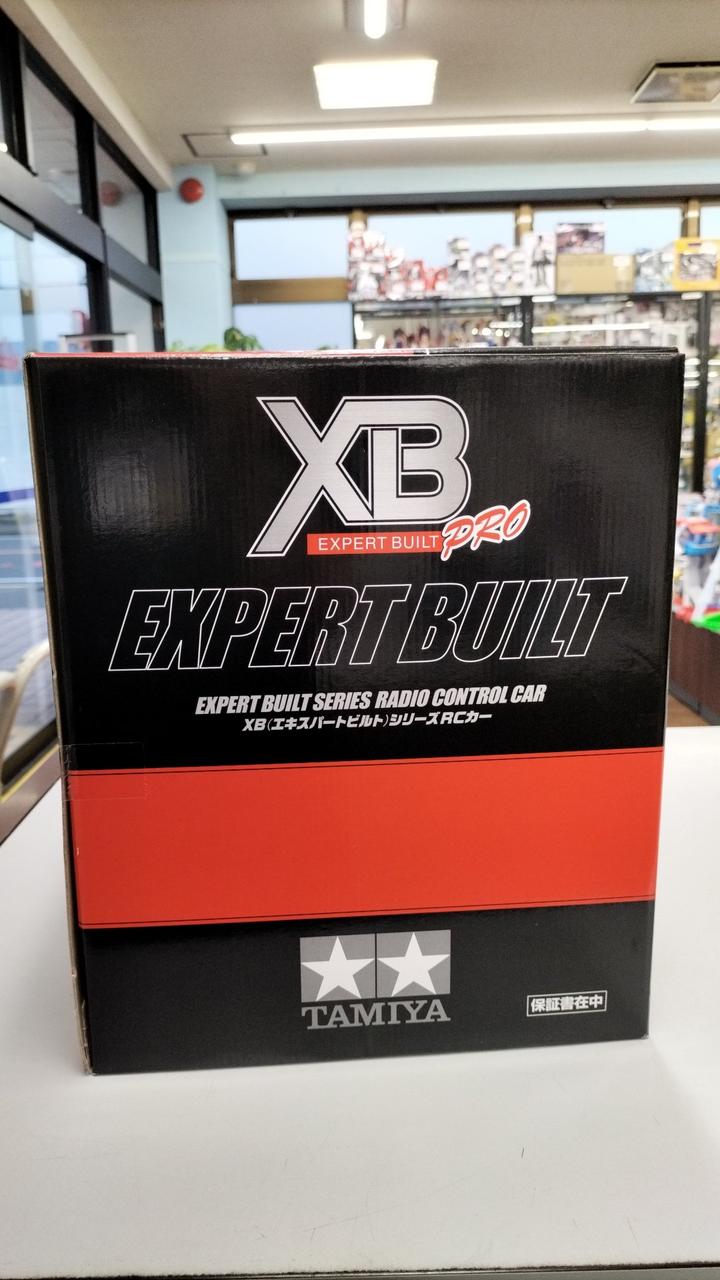 XB
EXPERT BUILT PRO
EXPERT BUILT
EXPERT BUILT SERIES RADIO CONTROL CAR
XB(エキスパートビルト)シリーズRCカー
TAMIYA
保証書在中